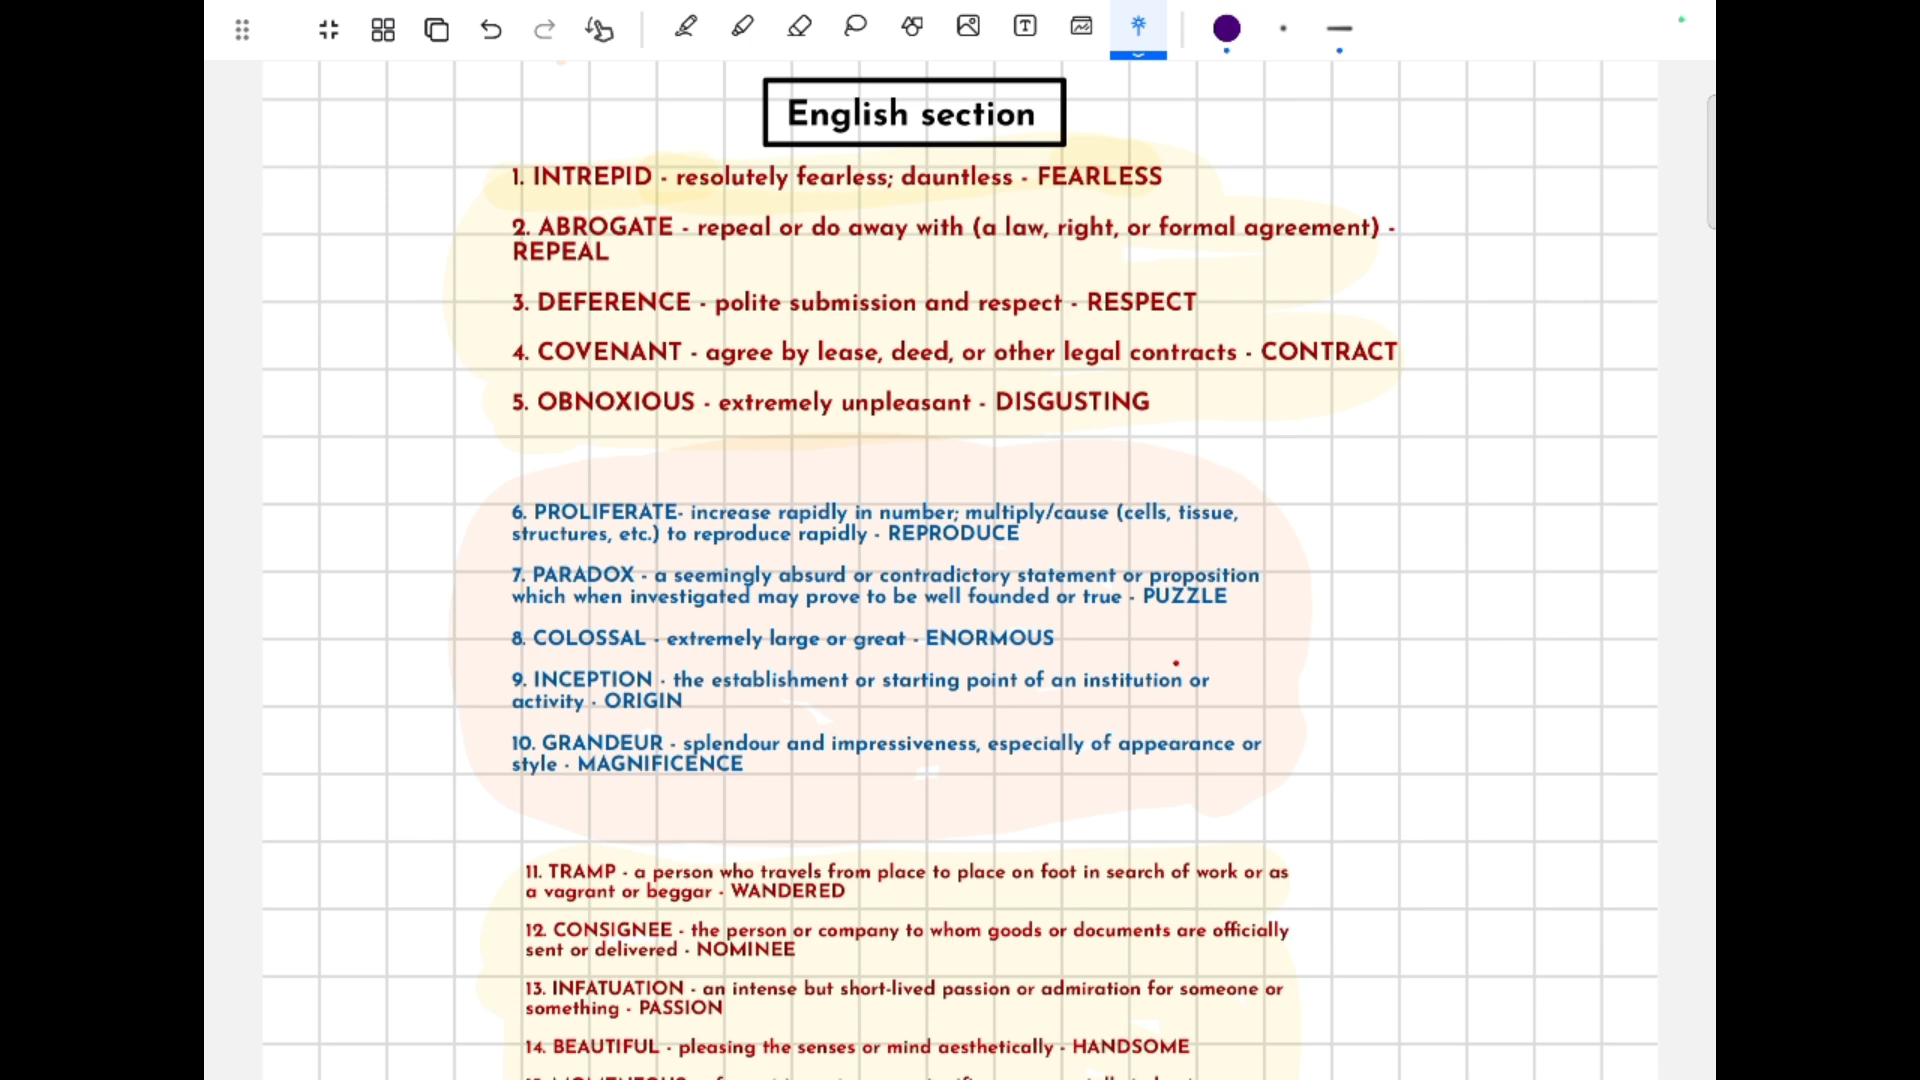 English section
1. INTREPID - resolutely fearless; dauntless - FEARLESS
2. ABROGATE - repeal or do away with (a law, right, or formal agreement) -
REPEAL
3. DEFERENCE - polite submission and respect - RESPECT
4. COVENANT - agree by lease, deed, or other legal contracts - CONTRACT
5. OBNOXIOUS - extremely unpleasant - DISGUSTING
6. PROLIFERATE- increase rapidly in number; multiply/cause (cells, tissue,
structures, etc.) to reproduce rapidly - REPRODUCE
7. PARADOX - a seemingly absurd or contradictory statement or proposition
which when investigated may prove to be well founded or true - PUZZLE
8. COLOSSAL - extremely large or great - ENORMOUS
9. INCEPTION - the establishment or starting point of an institution or
activity - ORIGIN
10. GRANDEUR - splendour and impressiveness, especially of appearance or
style - MAGNIFICENCE
11. TRAMP - a person who travels from place to place on foot in search of work or as
a vagrant or beggar - WANDERED
12. CONSIGNEE - the person or company to whom goods or documents are officially
sent or delivered - NOMINEE
13. INFATUATION - an intense but short-lived passion or admiration for someone or
something - PASSION
14. BEAUTIFUL - pleasing the senses or mind aesthetically - HANDSOME